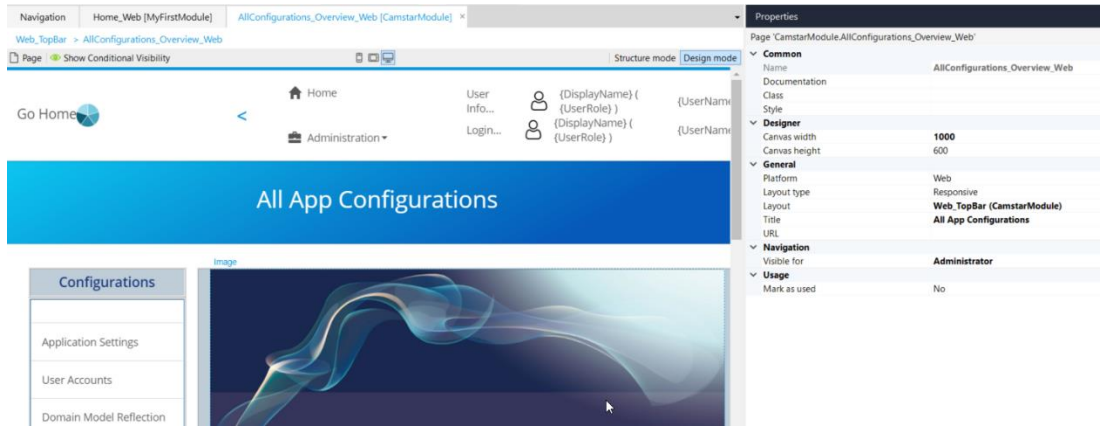 Navigation Home_Web [MyFirstModule] AllConfigurations_Overview_Web [CamstarModule] ×
Web_TopBar > AllConfigurations_Overview_Web
Page Show Conditional Visibility Structure mode Design mode
Go Home
<
Home
Administration
User Info...
{DisplayName} ( {UserRole} )
{UserName
Login...
{DisplayName} ( {UserRole} )
{UserName
All App Configurations
Image
Configurations
Application Settings
User Accounts
Domain Model Reflection
Properties
Page 'CamstarModule.AllConfigurations_Overview_Web'
Common
Name AllConfigurations_Overview_Web
Documentation
Class
Style
Designer
Canvas width 1000
Canvas height 600
General
Platform Web
Layout type Responsive
Layout Web_TopBar (CamstarModule)
Title All App Configurations
URL
Navigation
Visible for Administrator
Usage
Mark as used No